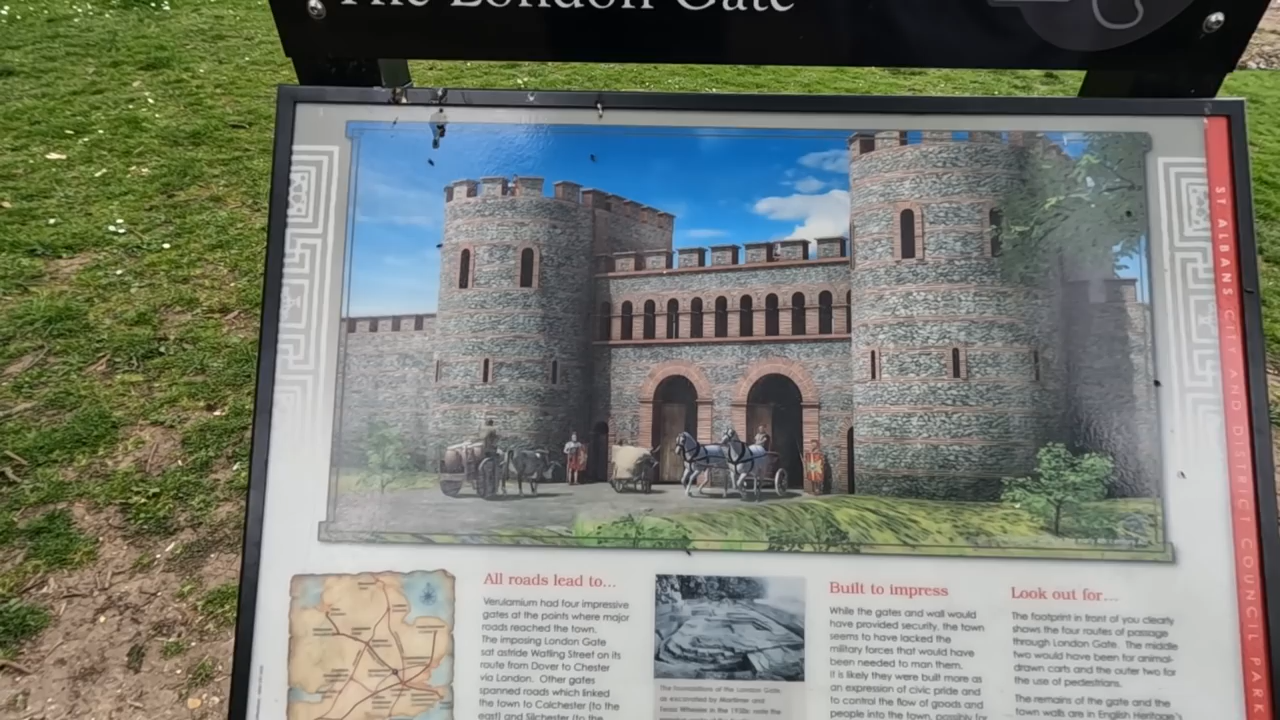 The London Gate
ST ALBANS CITY AND DISTRICT COUNCIL PARK
All roads lead to...
Verulamium had four impressive
gates at the points where major
roads reached the town.
The imposing London Gate
sat astride Watling Street on its
route from Dover to Chester
via London. Other gates
spanned roads which linked
the town to Colchester (to the
east) and Silchester (to the
The foundations of the London Gate,
as excavated by Mortimer and
Tessa Wheeler in the 1930s: note the
Built to impress
While the gates and wall would
have provided security, the town
seems to have lacked the
military forces that would have
been needed to man them.
It is likely they were built more as
an expression of civic pride and
to control the flow of goods and
people into the town, possibly for
Look out for...
The footprint in front of you clearly
shows the four routes of passage
through London Gate. The middle
two would have been for animal-
drawn carts and the outer two for
the use of pedestrians.
The remains of the gate and the
town walls are in English Heritage's